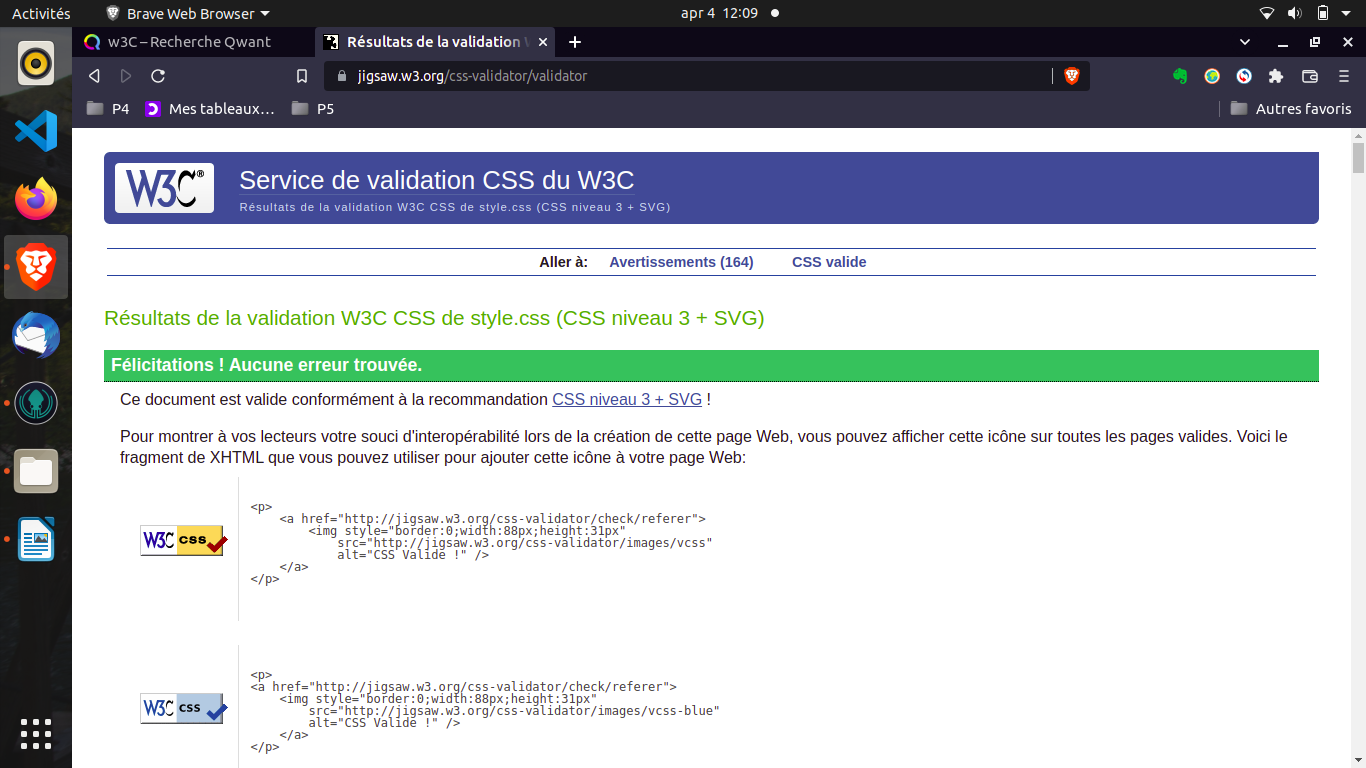 Activités
Brave Web Browser
apr 4 12:09
w3C – Recherche Qwant
Résultats de la validation W
jigsaw.w3.org/css-validator/validator
P4
Mes tableaux…
P5
Autres favoris
W3C®
Service de validation CSS du W3C
Résultats de la validation W3C CSS de style.css (CSS niveau 3 + SVG)
Aller à: Avertissements (164) CSS valide
Résultats de la validation W3C CSS de style.css (CSS niveau 3 + SVG)
Félicitations ! Aucune erreur trouvée.
Ce document est valide conformément à la recommandation CSS niveau 3 + SVG !
Pour montrer à vos lecteurs votre souci d'interopérabilité lors de la création de cette page Web, vous pouvez afficher cette icône sur toutes les pages valides. Voici le
fragment de XHTML que vous pouvez utiliser pour ajouter cette icône à votre page Web:
W3C css
<p>
    <a href="http://jigsaw.w3.org/css-validator/check/referer">
        <img style="border:0;width:88px;height:31px"
            src="http://jigsaw.w3.org/css-validator/images/vcss"
            alt="CSS Valide !" />
    </a>
</p>
W3C css
<p>
<a href="http://jigsaw.w3.org/css-validator/check/referer">
    <img style="border:0;width:88px;height:31px"
        src="http://jigsaw.w3.org/css-validator/images/vcss-blue"
        alt="CSS Valide !" />
    </a>
</p>